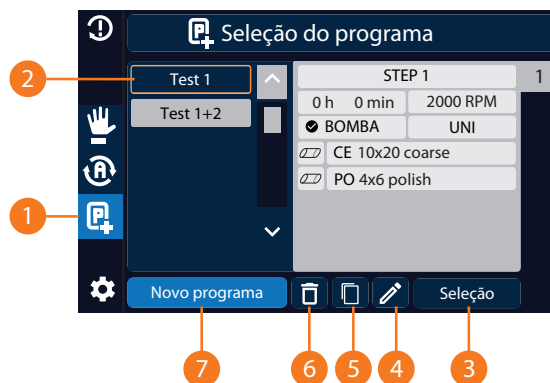 Seleção do programa
2
Test 1
Test 1+2
STEP 1
1
0 h 0 min
2000 RPM
BOMBA
UNI
CE 10x20 coarse
PO 4x6 polish
A
1
P
Novo programa
Seleção
7
6
5
4
3